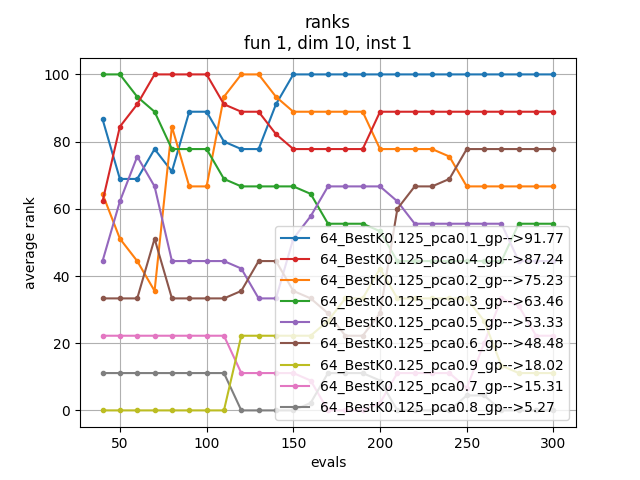 ranks
fun 1, dim 10, inst 1
average rank
100
80
60
40
20
0
64_BestK0.125_pca0.1_gp-->91.77
64_BestK0.125_pca0.4_gp-->87.24
64_BestK0.125_pca0.2_gp-->75.23
64_BestK0.125_pca0.3_gp-->63.46
64_BestK0.125_pca0.5_gp-->53.33
64_BestK0.125_pca0.6_gp-->48.48
64_BestK0.125_pca0.9_gp-->18.02
64_BestK0.125_pca0.7_gp-->15.31
64_BestK0.125_pca0.8_gp-->5.27
50 100 150 200 250 300
evals